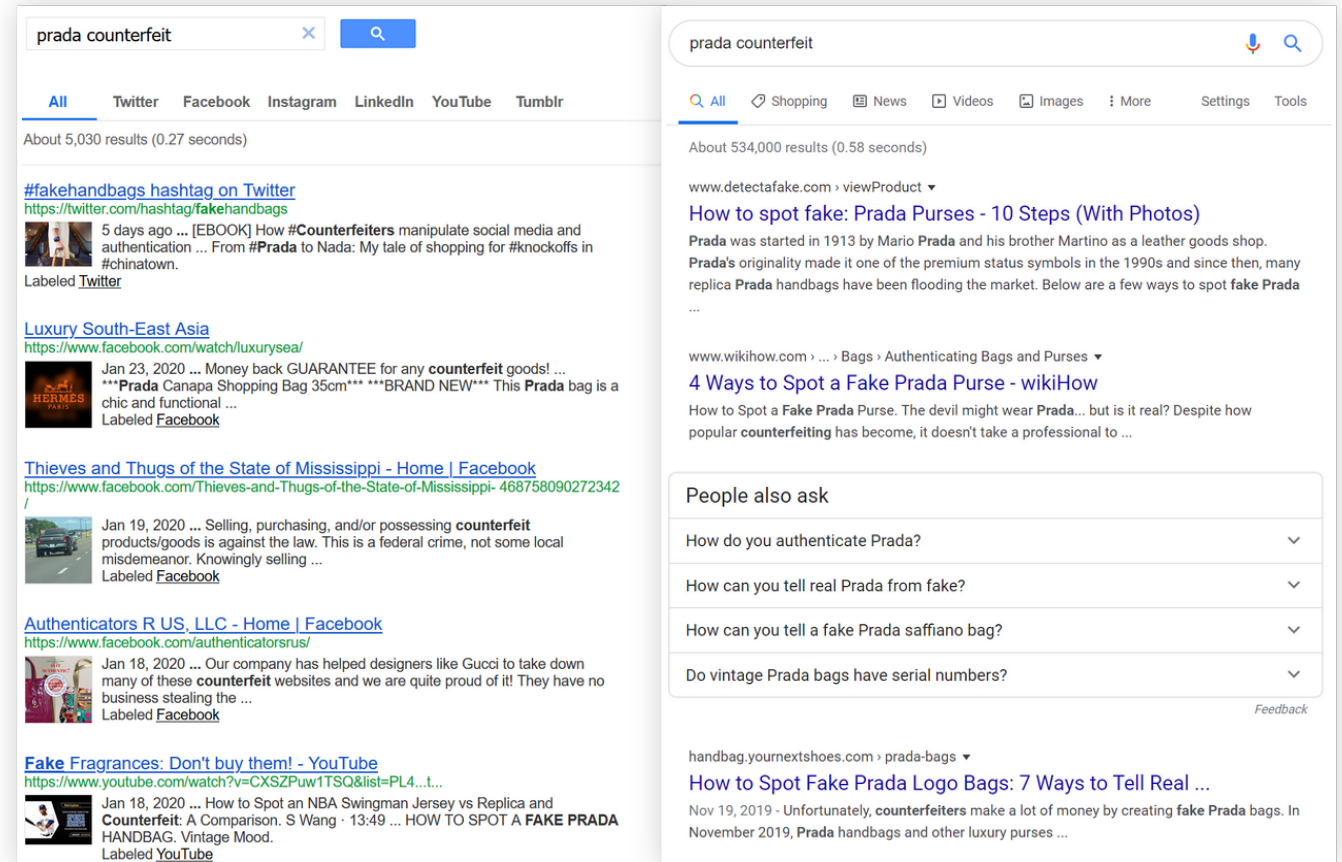 prada counterfeit
All Twitter Facebook Instagram LinkedIn YouTube Tumblr
About 5,030 results (0.27 seconds)
#fakehandbags hashtag on Twitter
https://twitter.com/hashtag/fakehandbags
5 days ago ... [EBOOK] How #Counterfeiters manipulate social media and
authentication ... From #Prada to Nada: My tale of shopping for #knockoffs in
#chinatown.
Labeled Twitter
Luxury South-East Asia
https://www.facebook.com/watch/luxurysea/
HERMES
PARIS
Jan 23, 2020 ... Money back GUARANTEE for any counterfeit goods! ...
***Prada Canapa Shopping Bag 35cm*** ***BRAND NEW*** This Prada bag is a
chic and functional ...
Labeled Facebook
Thieves and Thugs of the State of Mississippi - Home | Facebook
https://www.facebook.com/Thieves-and-Thugs-of-the-State-of-Mississippi- 468758090272342
/
Jan 19, 2020 ... Selling, purchasing, and/or possessing counterfeit
products/goods is against the law. This is a federal crime, not some local
misdemeanor. Knowingly selling ...
Labeled Facebook
Authenticators R US, LLC - Home | Facebook
https://www.facebook.com/authenticatorsrus/
Jan 18, 2020 ... Our company has helped designers like Gucci to take down
many of these counterfeit websites and we are quite proud of it! They have no
business stealing the ...
Labeled Facebook
Fake Fragrances: Don't buy them! - YouTube
https://www.youtube.com/watch?v=CXSZPuw1TSQ&list=PL4...t...
Jan 18, 2020 ... How to Spot an NBA Swingman Jersey vs Replica and
Counterfeit: A Comparison. S Wang · 13:49 ... HOW TO SPOT A FAKE PRADA
HANDBAG. Vintage Mood.
Labeled YouTube
prada counterfeit
All Shopping News Videos Images More Settings Tools
About 534,000 results (0.58 seconds)
www.detectafake.com › viewProduct
How to spot fake: Prada Purses - 10 Steps (With Photos)
Prada was started in 1913 by Mario Prada and his brother Martino as a leather goods shop.
Prada's originality made it one of the premium status symbols in the 1990s and since then, many
replica Prada handbags have been flooding the market. Below are a few ways to spot fake Prada
...
www.wikihow.com › ... › Bags › Authenticating Bags and Purses
4 Ways to Spot a Fake Prada Purse - wikiHow
How to Spot a Fake Prada Purse. The devil might wear Prada... but is it real? Despite how
popular counterfeiting has become, it doesn't take a professional to ...
People also ask
How do you authenticate Prada?
How can you tell real Prada from fake?
How can you tell a fake Prada saffiano bag?
Do vintage Prada bags have serial numbers?
Feedback
handbag.yournextshoes.com › prada-bags
How to Spot Fake Prada Logo Bags: 7 Ways to Tell Real ...
Nov 19, 2019 - Unfortunately, counterfeiters make a lot of money by creating fake Prada bags. In
November 2019, Prada handbags and other luxury purses ...